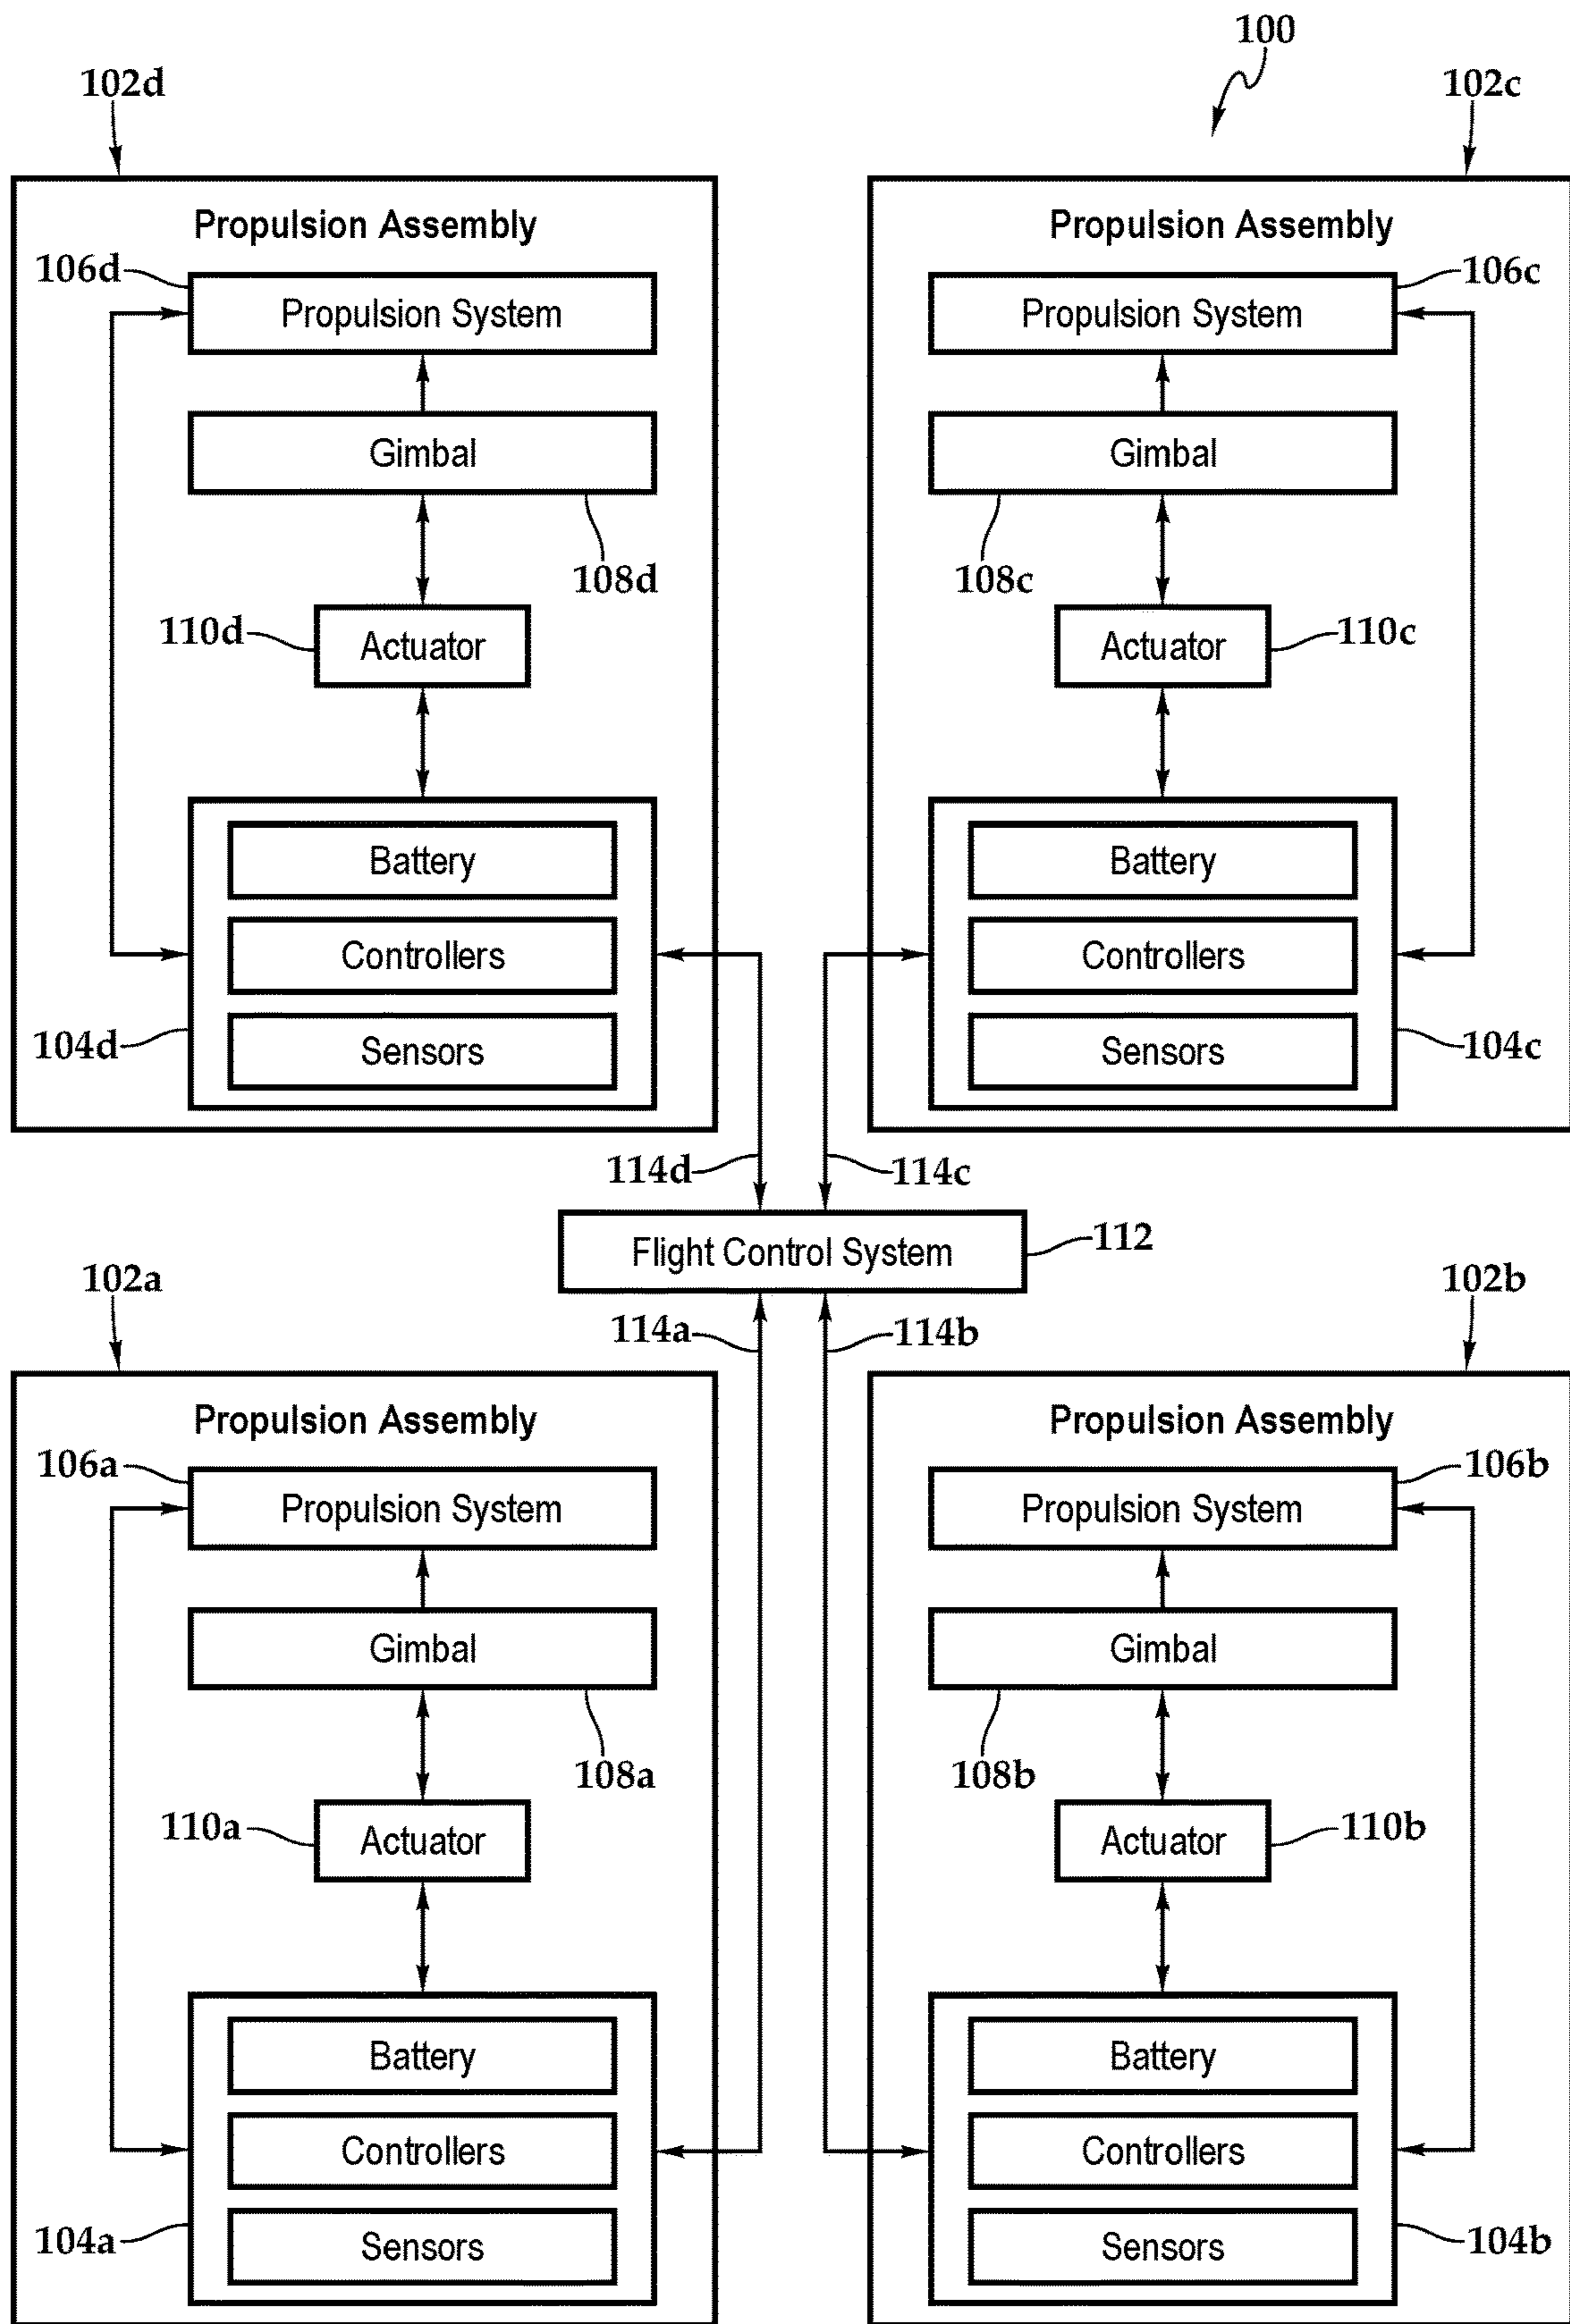 100
102d
102c
Propulsion Assembly
106d
Propulsion System
Gimbal
108d
110d
Actuator
Battery
Controllers
104d
Sensors
Propulsion Assembly
106c
Propulsion System
Gimbal
108c
110c
Actuator
Battery
Controllers
104c
Sensors
114d
114c
Flight Control System
112
114a
114b
102a
102b
Propulsion Assembly
106a
Propulsion System
Gimbal
108a
110a
Actuator
Battery
Controllers
104a
Sensors
Propulsion Assembly
106b
Propulsion System
Gimbal
108b
110b
Actuator
Battery
Controllers
104b
Sensors